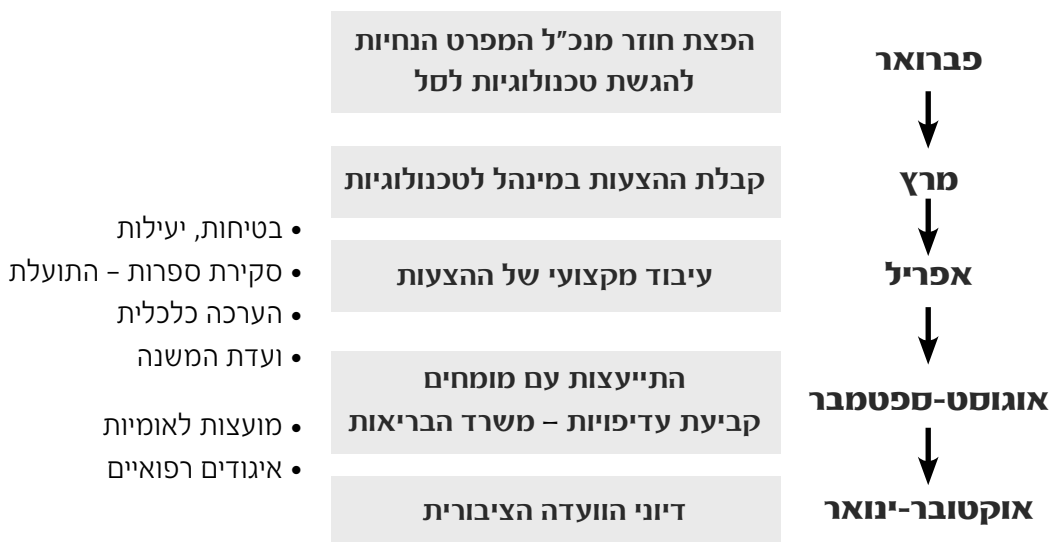 פברואר
הפצת חוזר מנכ"ל המפרט הנחיות
להגשת טכנולוגיות לסל
מרץ
קבלת ההצעות במינהל לטכנולוגיות
אפריל
עיבוד מקצועי של ההצעות
• בטיחות, יעילות
• סקירת ספרות – התועלת
• הערכה כלכלית
• ועדת המשנה
אוגוסט-ספטמבר
התייעצות עם מומחים
קביעת עדיפויות – משרד הבריאות
• מועצות לאומיות
• איגודים רפואיים
אוקטובר-ינואר
דיוני הוועדה הציבורית